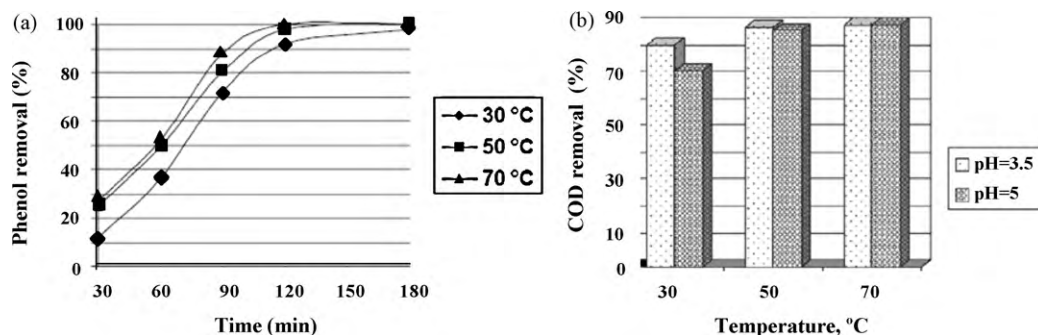 (a)
100
80
60
40
20
0
Phenol removal (%)
30 60 90 120 150 180
Time (min)
30 °C
50 °C
70 °C
(b)
90
70
50
30
10
0
COD removal (%)
30 50 70
Temperature, °C
pH=3.5
pH=5